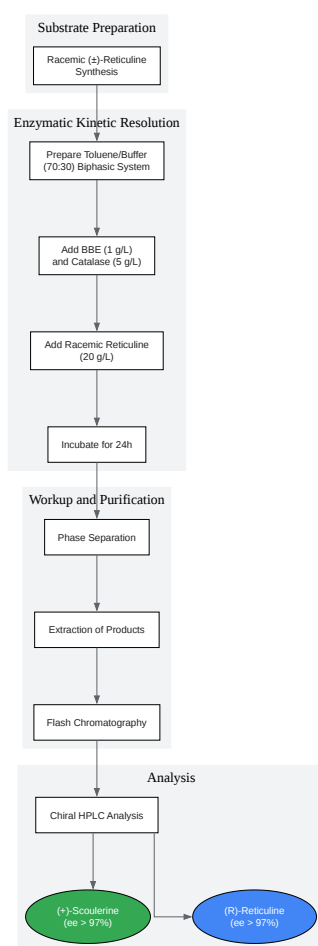 Substrate Preparation
Racemic (±)-Reticuline
Synthesis
Enzymatic Kinetic Resolution
Prepare Toluene/Buffer
(70:30) Biphasic System
Add BBE (1 g/L)
and Catalase (5 g/L)
Add Racemic Reticuline
(20 g/L)
Incubate for 24h
Workup and Purification
Phase Separation
Extraction of Products
Flash Chromatography
Analysis
Chiral HPLC Analysis
(+)-Scoulerine
(ee > 97%)
(R)-Reticuline
(ee > 97%)